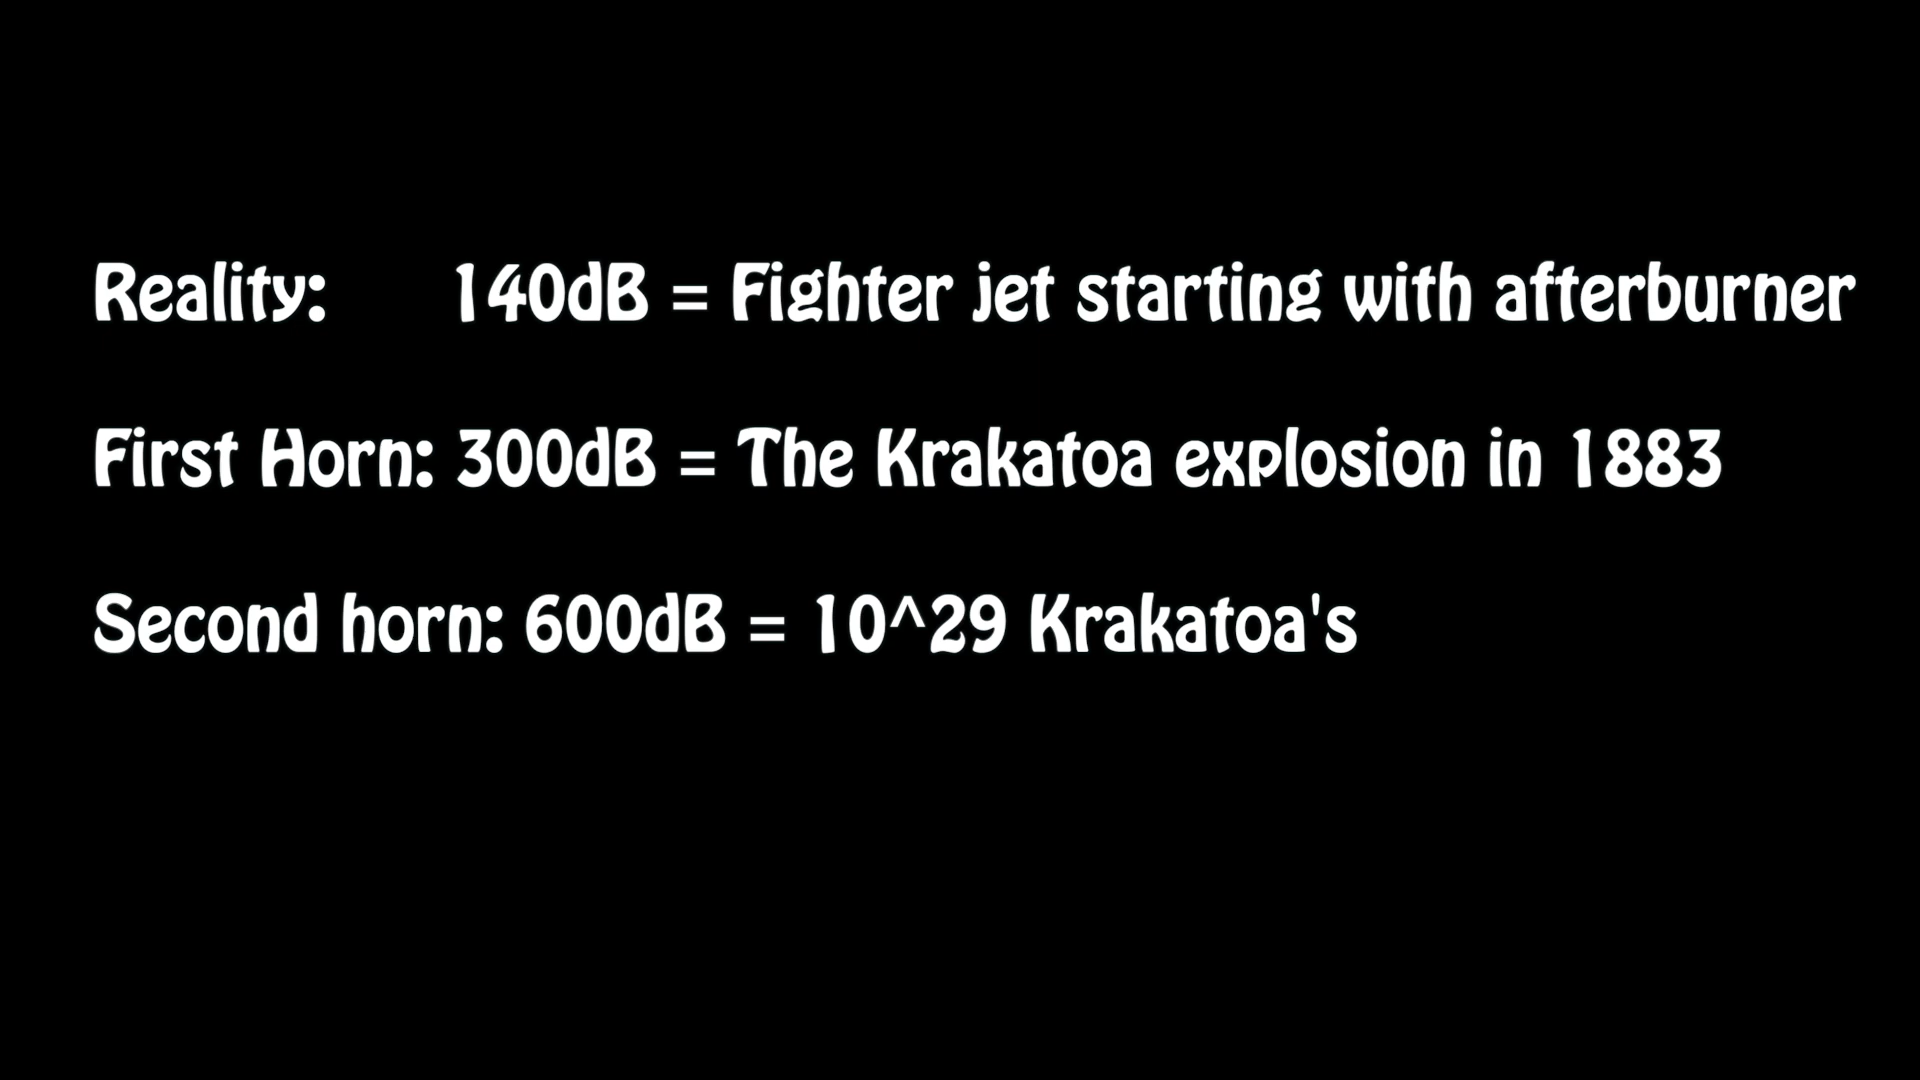 Reality: 140dB = Fighter jet starting with afterburner
First Horn: 300dB = The Krakatoa explosion in 1883
Second horn: 600dB = 10^29 Krakatoa's